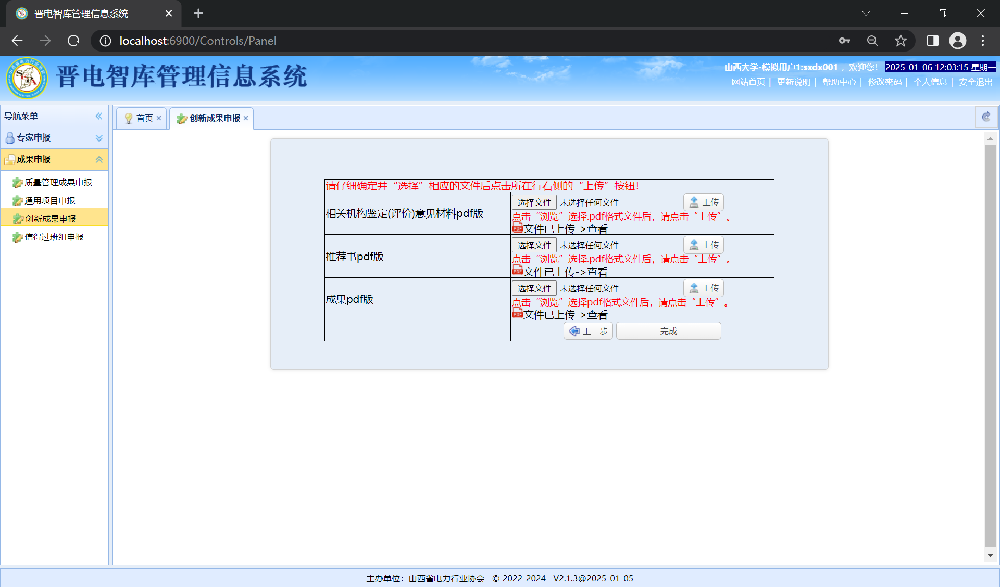 晋电智库管理信息系统
localhost:6900/Controls/Panel
晋电智库管理信息系统
山西大学-模拟用户1:sxdx001 ，欢迎您！ 2025-01-06 12:03:15 星期一
网站首页 | 更新说明 | 帮助中心 | 修改密码 | 个人信息 | 安全退出
导航菜单
专家申报
成果申报
质量管理成果申报
通用项目申报
创新成果申报
信得过班组申报
首页
创新成果申报
请仔细确定并“选择”相应的文件后点击所在行右侧的“上传”按钮！
相关机构鉴定(评价)意见材料pdf版
选择文件 未选择任何文件 上传
点击“浏览”选择.pdf格式文件后，请点击“上传”。
文件已上传->查看
推荐书pdf版
选择文件 未选择任何文件 上传
点击“浏览”选择.pdf格式文件后，请点击“上传”。
文件已上传->查看
成果pdf版
选择文件 未选择任何文件 上传
点击“浏览”选择pdf格式文件后，请点击“上传”。
文件已上传->查看
上一步 完成
主办单位：山西省电力行业协会 © 2022-2024 V2.1.3@2025-01-05